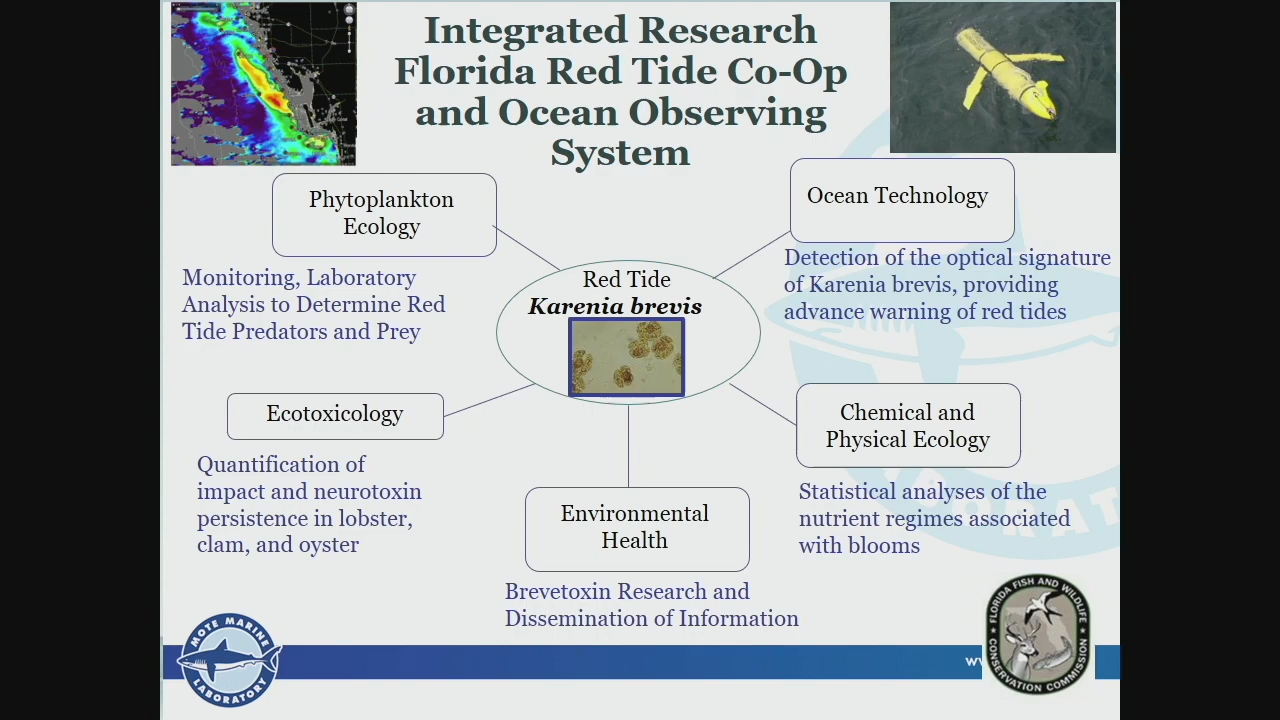 Integrated Research
Florida Red Tide Co-Op
and Ocean Observing
System
Phytoplankton
Ecology
Monitoring, Laboratory
Analysis to Determine Red
Tide Predators and Prey
Ocean Technology
Detection of the optical signature
of Karenia brevis, providing
advance warning of red tides
Red Tide
Karenia brevis
Ecotoxicology
Quantification of
impact and neurotoxin
persistence in lobster,
clam, and oyster
Chemical and
Physical Ecology
Statistical analyses of the
nutrient regimes associated
with blooms
Environmental
Health
Brevetoxin Research and
Dissemination of Information
MOTE MARINE
LABORATORY
FLORIDA FISH AND WILDLIFE
CONSERVATION COMMISSION